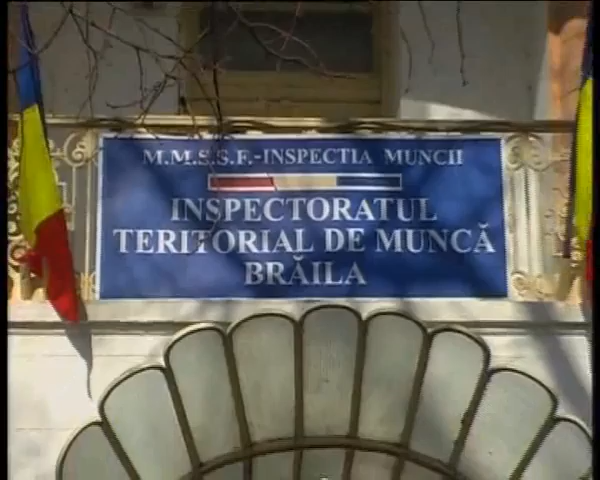 M.M.S.S.F.-INSPECTIA MUNCII
INSPECTORATUL
TERITORIAL DE MUNCĂ
BRĂILA